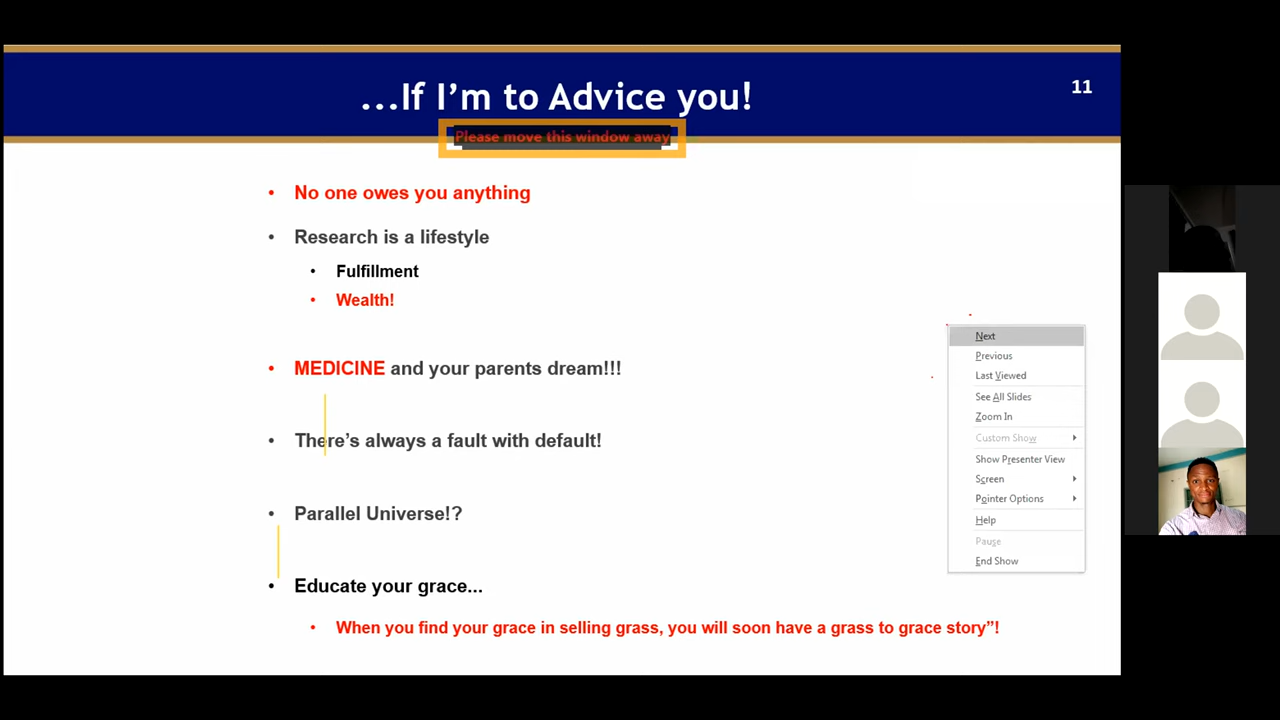 ...If I'm to Advice you!
11
Please move this window away
• No one owes you anything
• Research is a lifestyle
• Fulfillment
• Wealth!
• MEDICINE and your parents dream!!!
• There's always a fault with default!
• Parallel Universe!?
• Educate your grace...
• When you find your grace in selling grass, you will soon have a grass to grace story”!
Next
Previous
Last Viewed
See All Slides
Zoom In
Custom Show
Show Presenter View
Screen
Pointer Options
Help
Pause
End Show